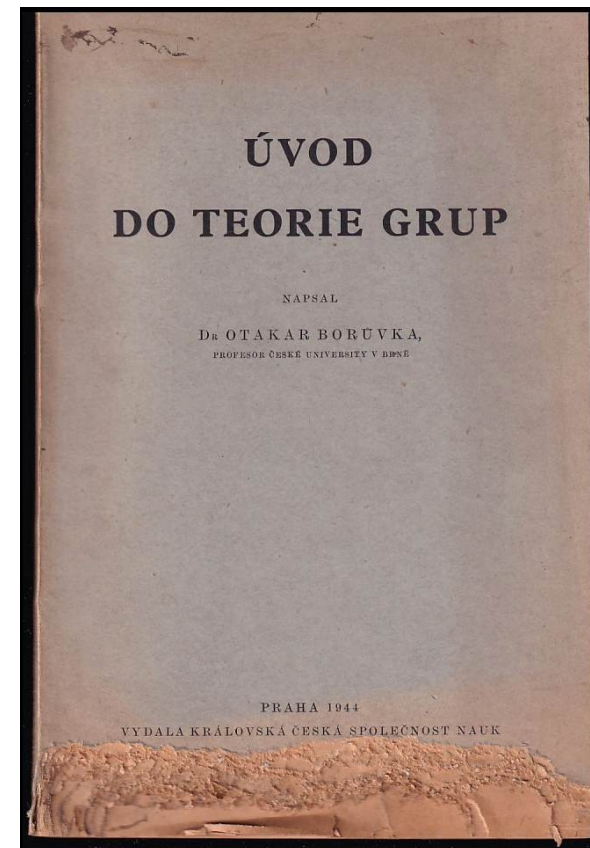 ÚVOD
DO TEORIE GRUP
NAPSAL
DR OTAKAR BORŮVKA,
PROFESOR ČESKÉ UNIVERSITY V BRNĚ
PRAHA 1944
VYDALA KRÁLOVSKÁ ČESKÁ SPOLEČNOST NAUK